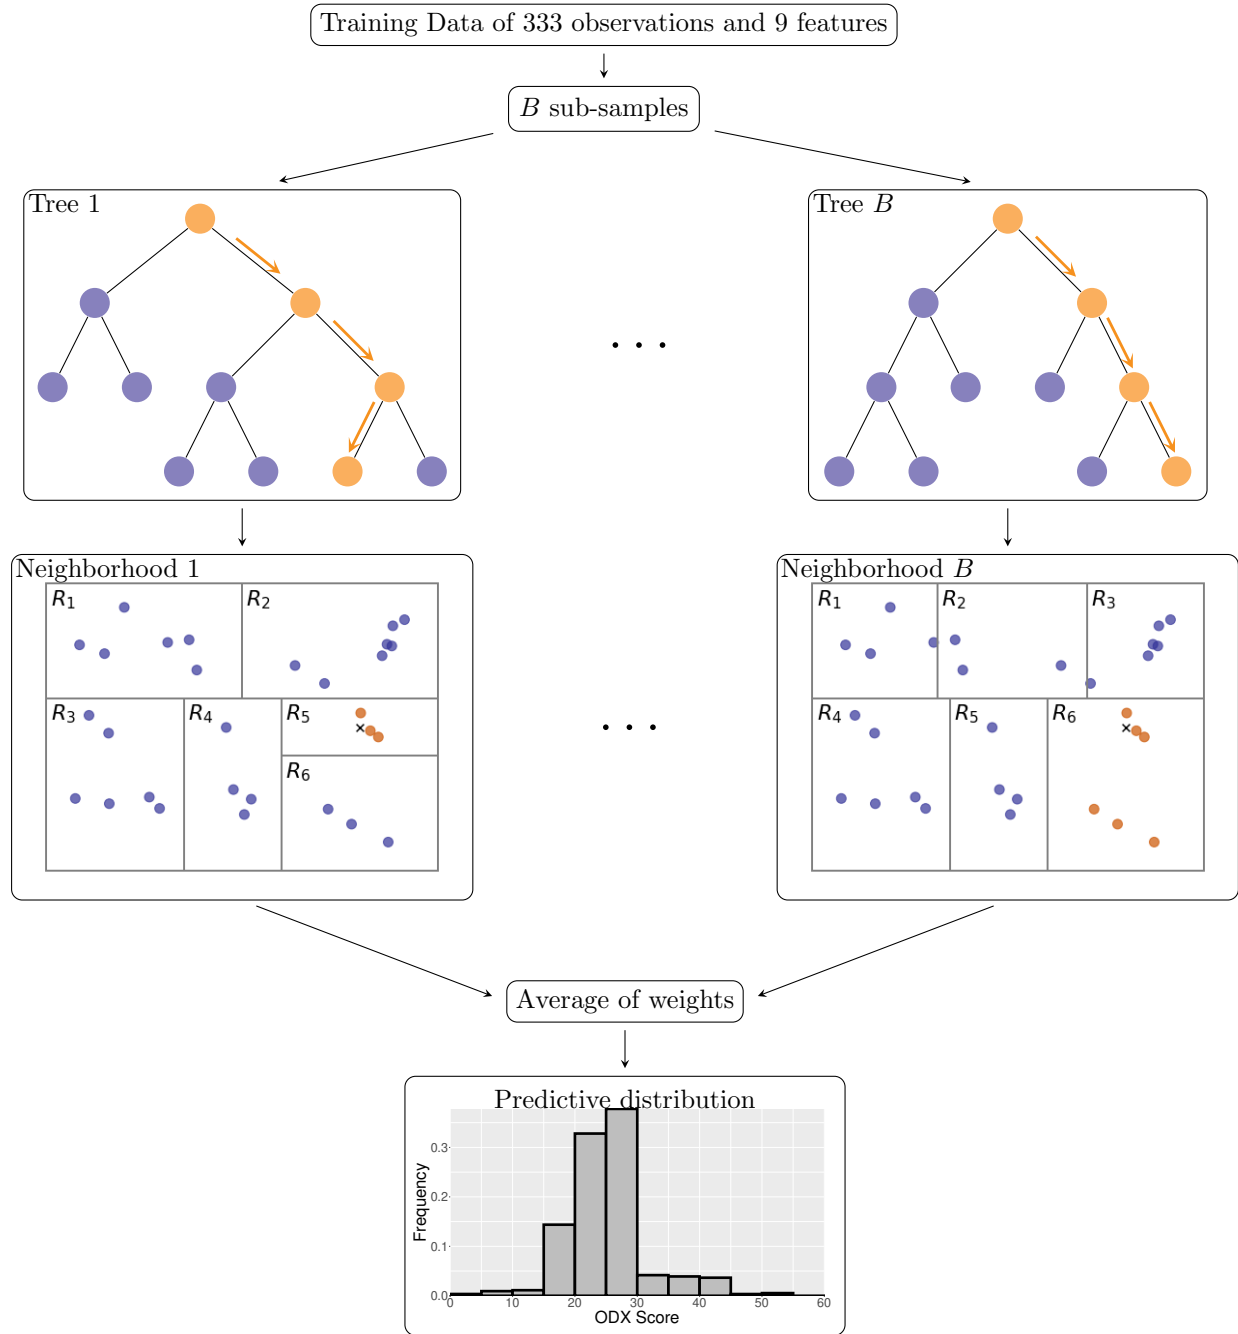 Training Data of 333 observations and 9 features
B sub-samples
Tree 1
Tree B
. . .
Neighborhood 1
R1
R2
R3
R4
R5
R6
. . .
Neighborhood B
R1
R2
R3
R4
R5
R6
Average of weights
Predictive distribution
Frequency
0.3
0.2
0.1
0.0
0 10 20 30 40 50 60
ODX Score